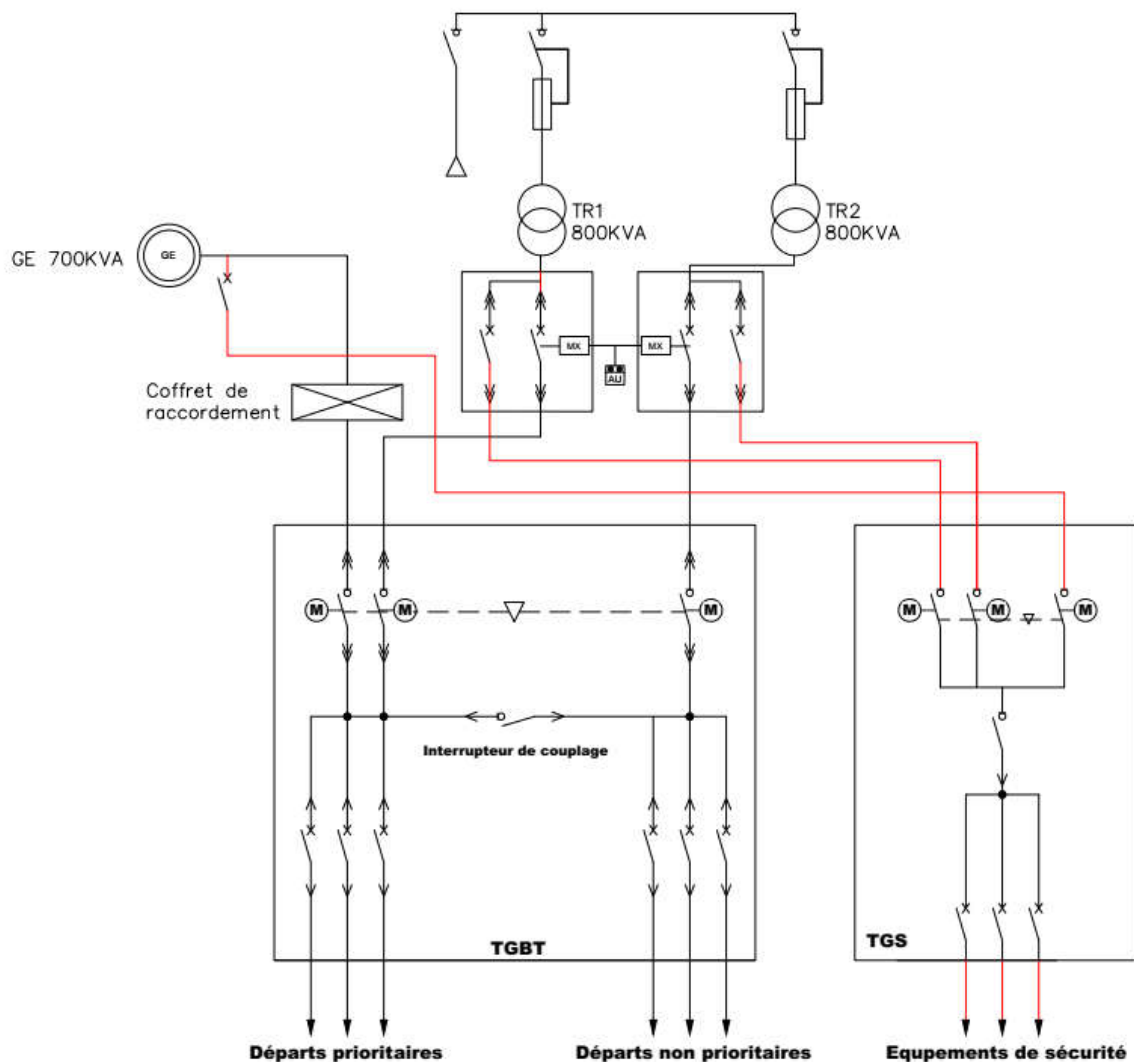 TR1
800KVA
TR2
800KVA
GE 700KVA
GE
MX
MX
AU
Coffret de
raccordement
M
M
M
M
M
M
Interrupteur de couplage
TGBT
TGS
Départs prioritaires
Départs non prioritaires
Equpements de sécurité